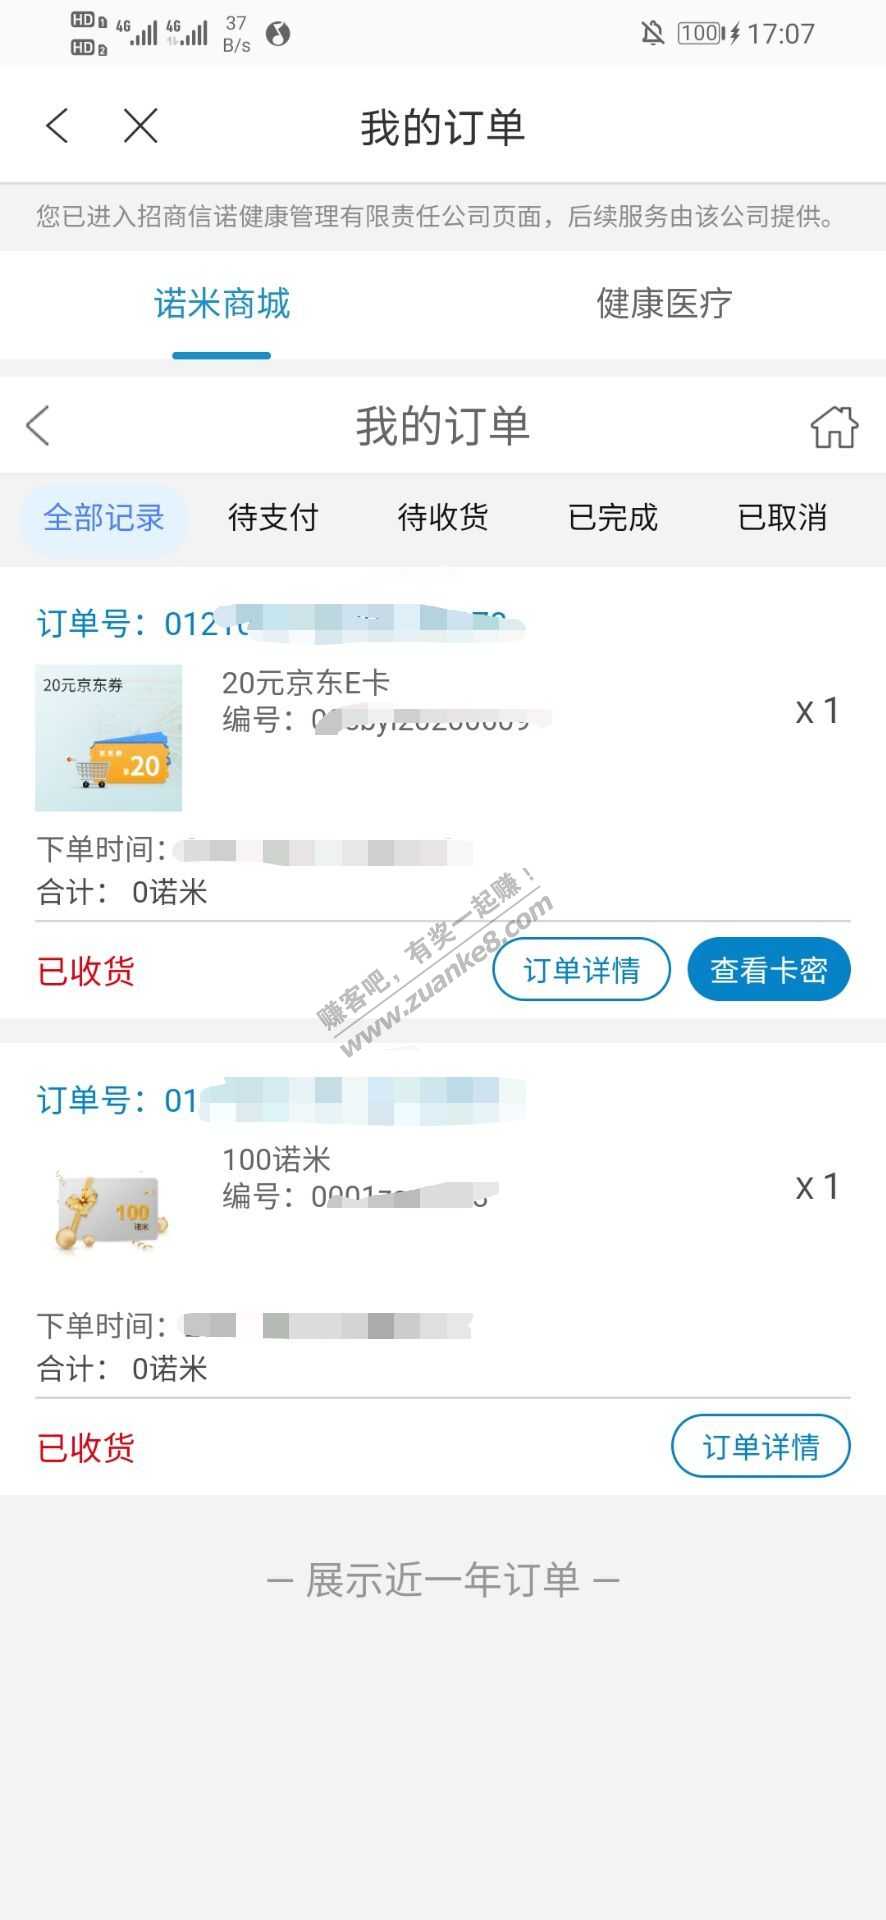 HD 1 4G 4G 37 100 17:07
HD 2 B/s
我的订单
您已进入招商信诺健康管理有限责任公司页面，后续服务由该公司提供。
诺米商城 健康医疗
我的订单
全部记录 待支付 待收货 已完成 已取消
订单号：012
20元京东券
¥20
20元京东E卡
编号：
X 1
下单时间：
合计： 0诺米
已收货 订单详情 查看卡密
赚客吧，有奖一起赚！
www.zuanke8.com
订单号：01
100
诺米
100诺米
编号：0001
X 1
下单时间：
合计： 0诺米
已收货 订单详情
— 展示近一年订单 —